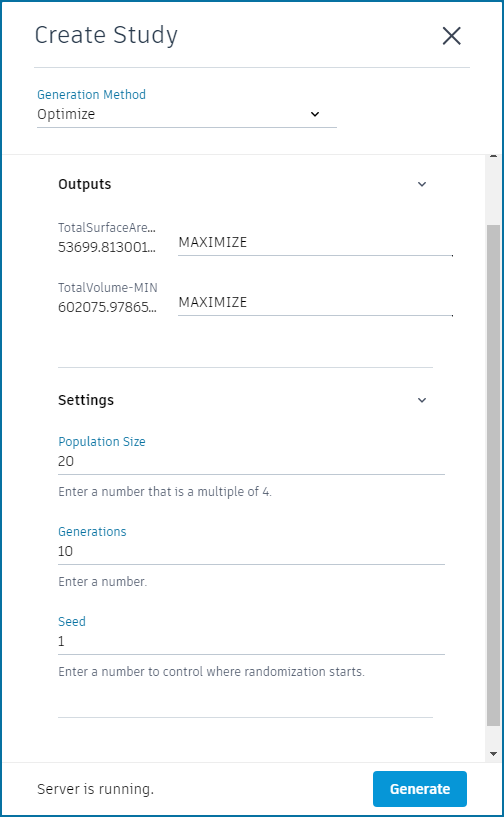 Create Study
Generation Method
Optimize
Outputs
TotalSurfaceAre...
53699.813001...
MAXIMIZE
TotalVolume-MIN
602075.97865...
MAXIMIZE
Settings
Population Size
20
Enter a number that is a multiple of 4.
Generations
10
Enter a number.
Seed
1
Enter a number to control where randomization starts.
Server is running.
Generate